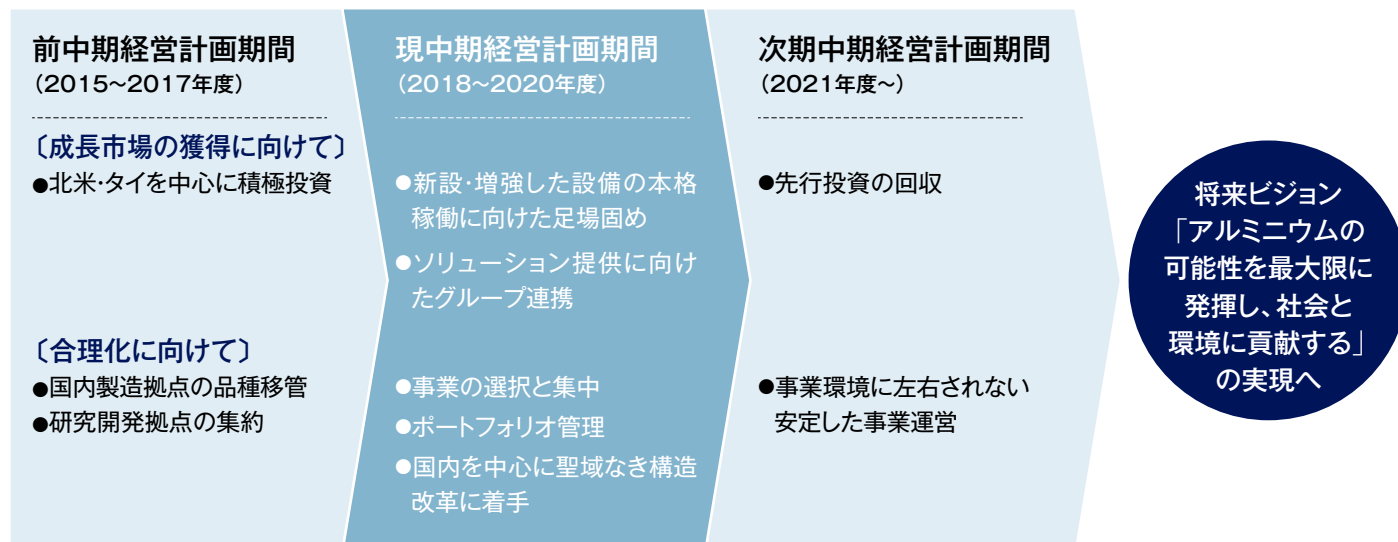 前中期経営計画期間
（2015～2017年度）
〔成長市場の獲得に向けて〕
●北米・タイを中心に積極投資
〔合理化に向けて〕
●国内製造拠点の品種移管
●研究開発拠点の集約
現中期経営計画期間
（2018～2020年度）
●新設・増強した設備の本格
稼働に向けた足場固め
●ソリューション提供に向け
たグループ連携
●事業の選択と集中
●ポートフォリオ管理
●国内を中心に聖域なき構造
改革に着手
次期中期経営計画期間
（2021年度～）
●先行投資の回収
●事業環境に左右されない
安定した事業運営
将来ビジョン
「アルミニウムの
可能性を最大限に
発揮し、社会と
環境に貢献する」
の実現へ